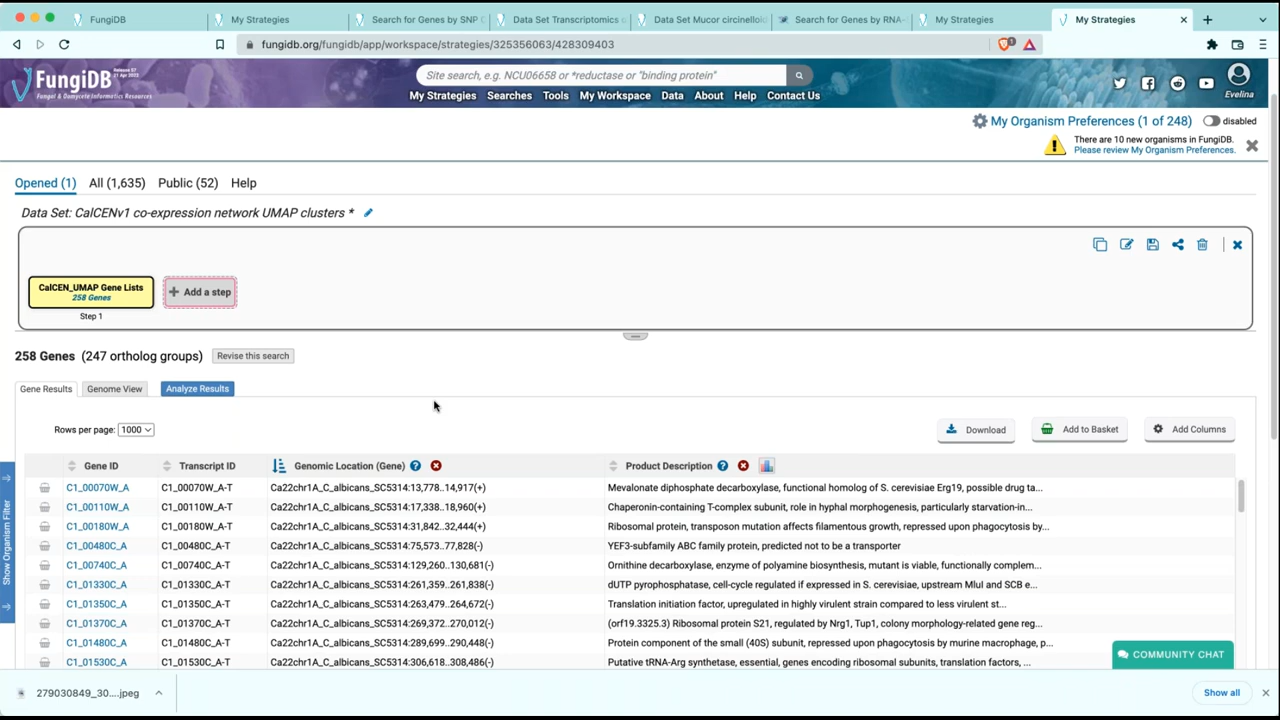 FungiDB
My Strategies
Search for Genes by SNP C
Data Set Transcriptomics o
Data Set Mucor circinelloid
Search for Genes by RNA-
My Strategies
My Strategies
fungidb.org/fungidb/app/workspace/strategies/325356063/428309403
1
FungiDB
Release 57
21 Apr 2022
Fungal & Oomycete Informatics Resources
Site search, e.g. NCU06658 or *reductase or "binding protein"
My Strategies Searches Tools My Workspace Data About Help Contact Us
Evelina
My Organism Preferences (1 of 248) disabled
There are 10 new organisms in FungiDB.
Please review My Organism Preferences.
Opened (1) All (1,635) Public (52) Help
Data Set: CalCENv1 co-expression network UMAP clusters *
CalCEN_UMAP Gene Lists
258 Genes
+ Add a step
Step 1
258 Genes (247 ortholog groups) Revise this search
Gene Results Genome View Analyze Results
Rows per page: 1000 Download Add to Basket Add Columns
Gene ID Transcript ID Genomic Location (Gene) Product Description
C1_00070W_A C1_00070W_A-T Ca22chr1A_C_albicans_SC5314:13,778..14,917(+) Mevalonate diphosphate decarboxylase, functional homolog of S. cerevisiae Erg19, possible drug ta...
C1_00110W_A C1_00110W_A-T Ca22chr1A_C_albicans_SC5314:17,338..18,960(+) Chaperonin-containing T-complex subunit, role in hyphal morphogenesis, particularly starvation-in...
C1_00180W_A C1_00180W_A-T Ca22chr1A_C_albicans_SC5314:31,842..32,444(+) Ribosomal protein, transposon mutation affects filamentous growth, repressed upon phagocytosis by...
C1_00480C_A C1_00480C_A-T Ca22chr1A_C_albicans_SC5314:75,573..77,828(-) YEF3-subfamily ABC family protein, predicted not to be a transporter
C1_00740C_A C1_00740C_A-T Ca22chr1A_C_albicans_SC5314:129,260..130,681(-) Ornithine decarboxylase, enzyme of polyamine biosynthesis, mutant is viable, functionally complem...
C1_01330C_A C1_01330C_A-T Ca22chr1A_C_albicans_SC5314:261,359..261,838(-) dUTP pyrophosphatase, cell-cycle regulated if expressed in S. cerevisiae, upstream MluI and SCB e...
C1_01350C_A C1_01350C_A-T Ca22chr1A_C_albicans_SC5314:263,479..264,672(-) Translation initiation factor, upregulated in highly virulent strain compared to less virulent st...
C1_01370C_A C1_01370C_A-T Ca22chr1A_C_albicans_SC5314:269,372..270,012(-) (orf19.3325.3) Ribosomal protein S21, regulated by Nrg1, Tup1, colony morphology-related gene reg...
C1_01480C_A C1_01480C_A-T Ca22chr1A_C_albicans_SC5314:289,699..290,448(-) Protein component of the small (40S) subunit, repressed upon phagocytosis by murine macrophage, p...
C1_01530C_A C1_01530C_A-T Ca22chr1A_C_albicans_SC5314:306,618..308,486(-) Putative tRNA-Arg synthetase, essential, genes encoding ribosomal subunits, translation factors, ...
Show Organism Filter
COMMUNITY CHAT
279030849_30....jpeg
Show all